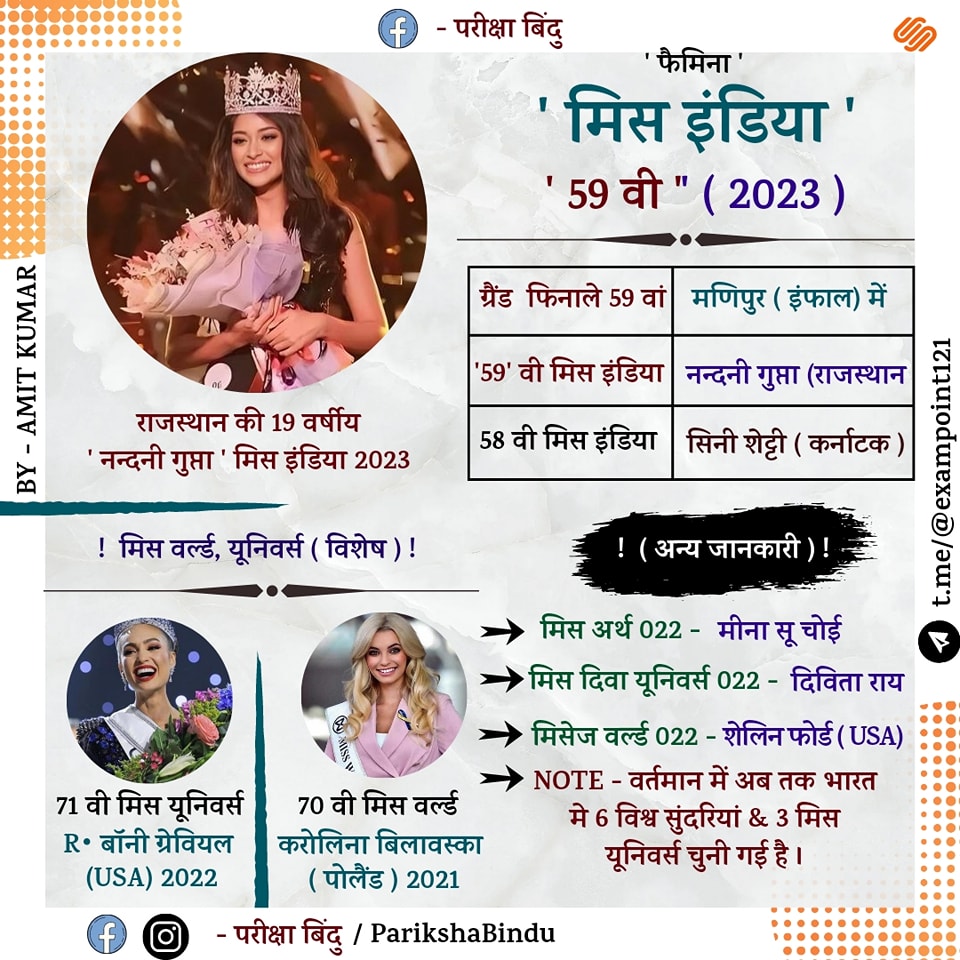 - परीक्षा बिंदु
' फैमिना '
' मिस इंडिया '
' 59 वी " ( 2023 )
ग्रैंड फिनाले 59 वां
मणिपुर ( इंफाल) में
'59' वी मिस इंडिया
नन्दनी गुप्ता (राजस्थान
58 वी मिस इंडिया
सिनी शेट्टी ( कर्नाटक )
BY - AMIT KUMAR
राजस्थान की 19 वर्षीय
' नन्दनी गुप्ता ' मिस इंडिया 2023
! मिस वर्ल्ड, यूनिवर्स ( विशेष ) !
71 वी मिस यूनिवर्स
R• बॉनी ग्रेवियल
(USA) 2022
MISS W
70 वी मिस वर्ल्ड
करोलिना बिलावस्का
( पोलैंड ) 2021
! ( अन्य जानकारी ) !
मिस अर्थ 022 - मीना सू चोई
मिस दिवा यूनिवर्स 022 - दिविता राय
मिसेज वर्ल्ड 022 - शेलिन फोर्ड ( USA)
NOTE - वर्तमान में अब तक भारत
मे 6 विश्व सुंदरियां & 3 मिस
यूनिवर्स चुनी गई है ।
t.me/@exampoint121
- परीक्षा बिंदु / ParikshaBindu